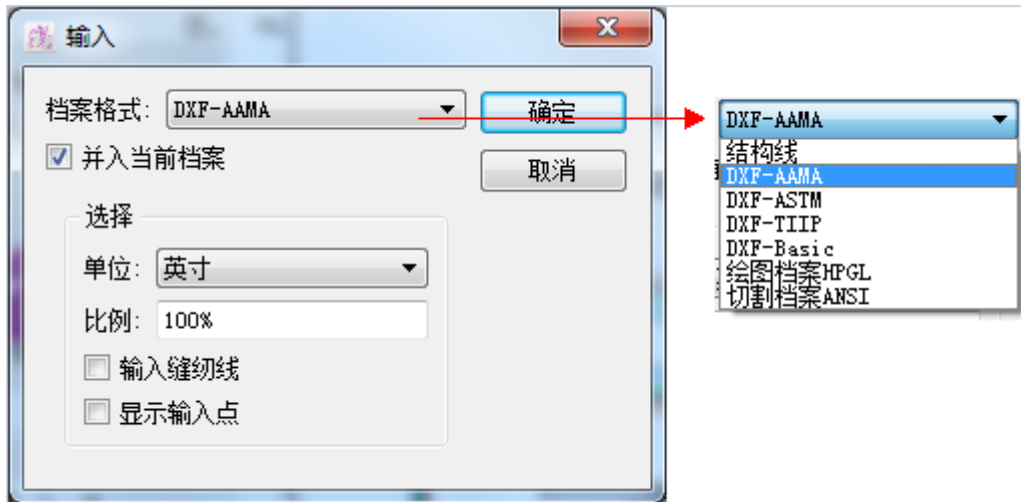 输入
档案格式: DXF-AAMA
确定
并入当前档案
取消
选择
单位: 英寸
比例: 100%
输入缝纫线
显示输入点
DXF-AAMA
结构线
DXF-AAMA
DXF-ASTM
DXF-TIIP
DXF-Basic
绘图档案HPGL
切割档案ANSI